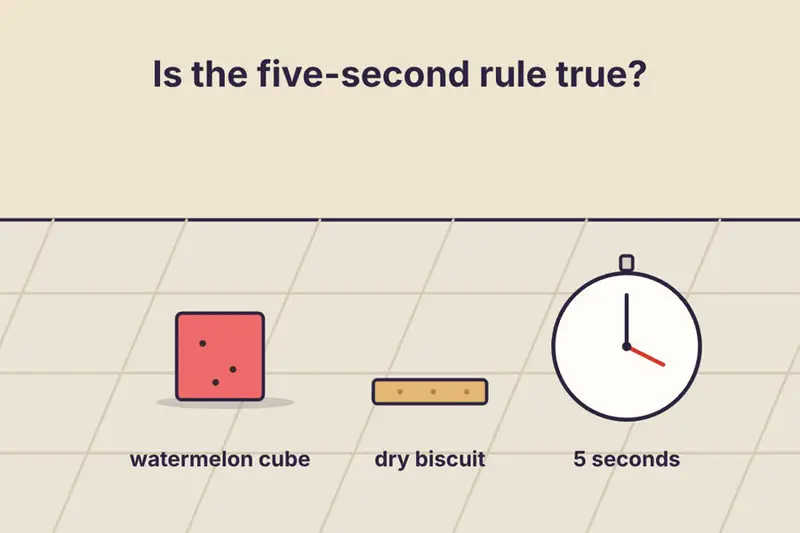 Is the five-second rule true?
watermelon cube
dry biscuit
5 seconds